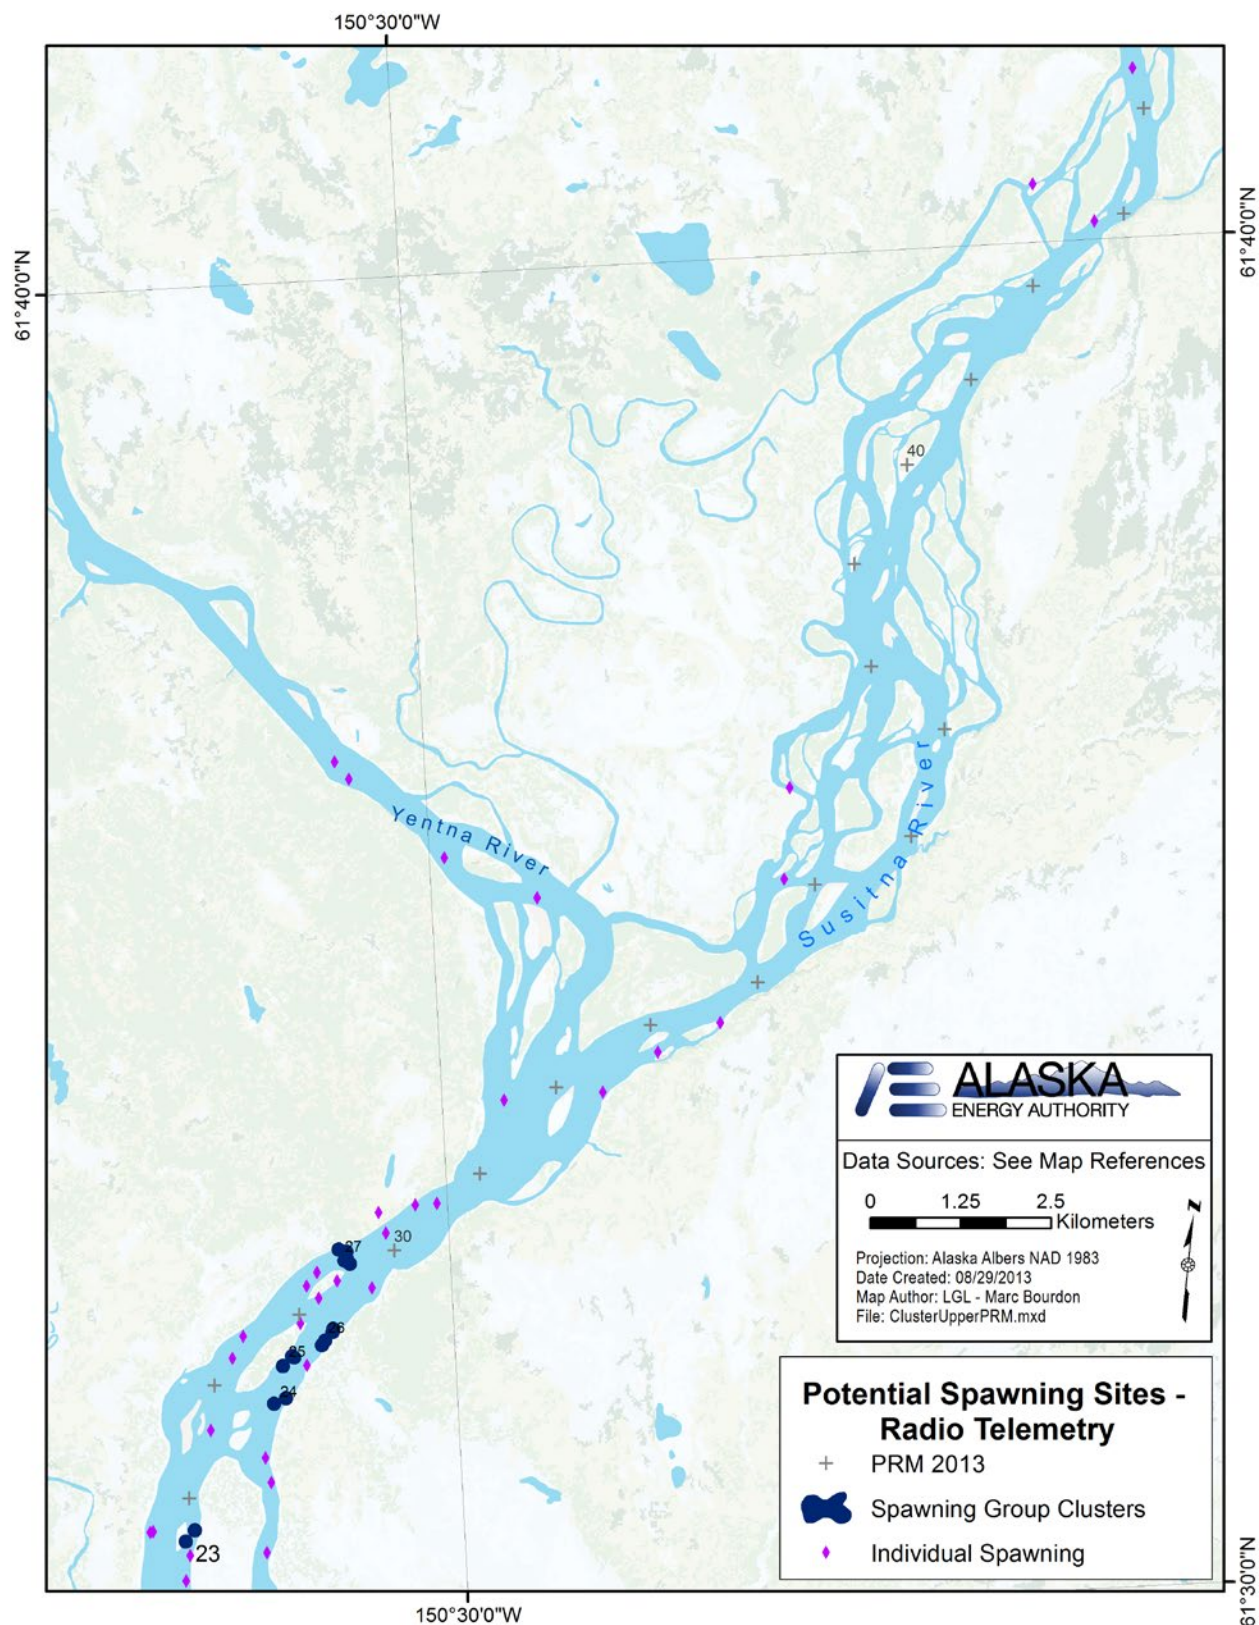 150°30'0"W
61°40'0"N
61°40'0"N
40
Yentna River
Susitna River
ALASKA
ENERGY AUTHORITY
Data Sources: See Map References
0 1.25 2.5
Kilometers
N
Projection: Alaska Albers NAD 1983
Date Created: 08/29/2013
Map Author: LGL - Marc Bourdon
File: ClusterUpperPRM.mxd
30
27
26
25
24
23
Potential Spawning Sites -
Radio Telemetry
PRM 2013
Spawning Group Clusters
Individual Spawning
150°30'0"W
61°30'0"N